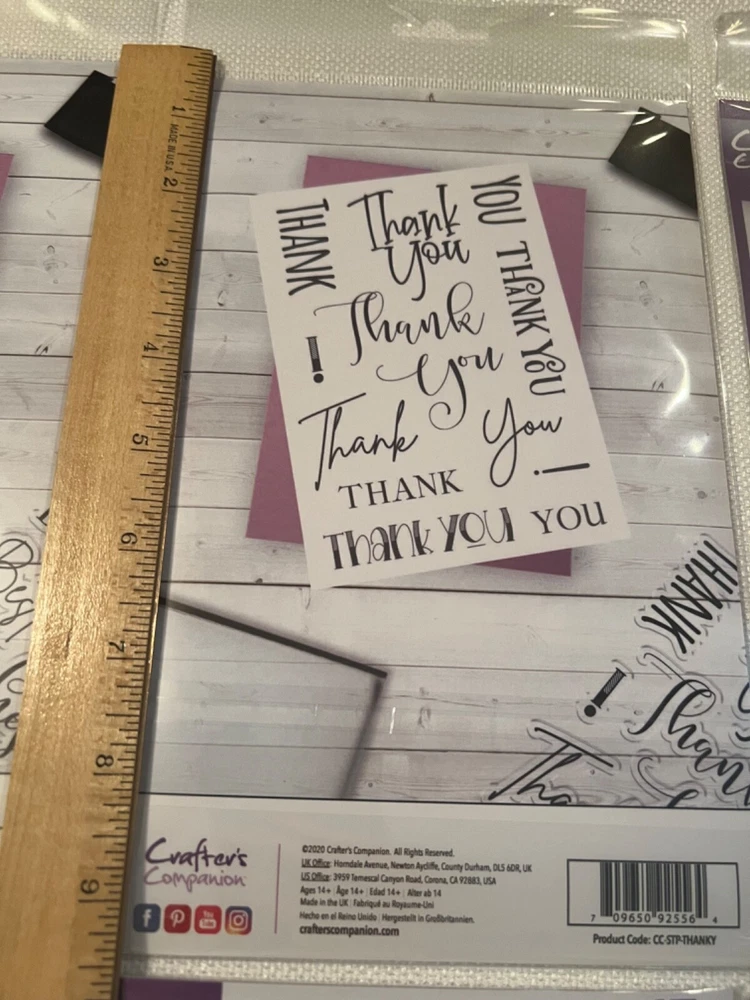 1
MADE IN U.S.A.
2
3
4
5
6
7
8
9
THANK
Thank
You
YOU
THANK YOU
!
Thank
You
Thank You
!
THANK
YOU
Thank YOU
THANK
!
Thank
Crafter's
Companion
©2020 Crafter's Companion. All Rights Reserved.
UK Office: Horndale Avenue, Newton Aycliffe, County Durham, DL5 6DR, UK
US Office: 3959 Temescal Canyon Road, Corona, CA 92883, USA
Ages 14+ | Âge 14+ | Edad 14+ | Alter ab 14
Made in the UK | Fabriqué au Royaume-Uni
Hecho en el Reino Unido | Hergestellt in Großbritannien.
crafterscompanion.com
You Tube
7 09650 92556 4
Product Code: CC-STP-THANKY